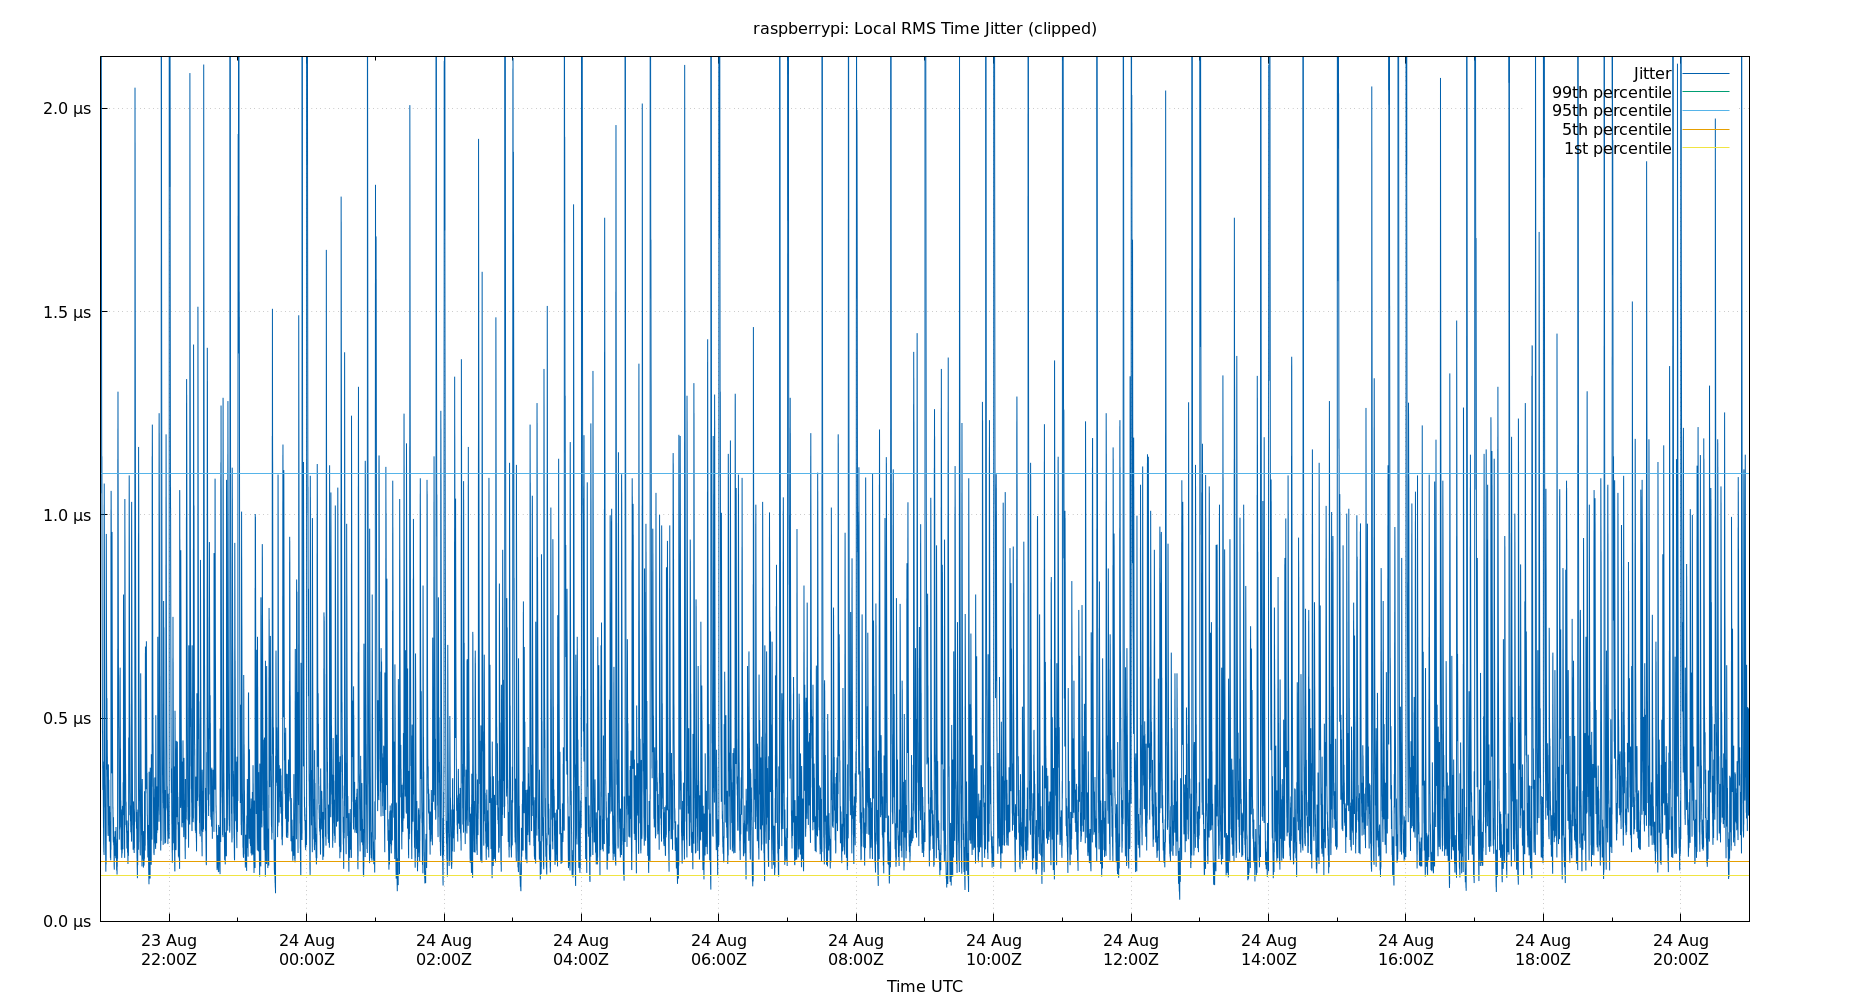 raspberrypi: Local RMS Time Jitter (clipped)
Jitter
99th percentile
95th percentile
5th percentile
1st percentile
2.0 µs
1.5 µs
1.0 µs
0.5 µs
0.0 µs
23 Aug 24 Aug 24 Aug 24 Aug 24 Aug 24 Aug 24 Aug 24 Aug 24 Aug 24 Aug 24 Aug 24 Aug
22:00Z 00:00Z 02:00Z 04:00Z 06:00Z 08:00Z 10:00Z 12:00Z 14:00Z 16:00Z 18:00Z 20:00Z
Time UTC